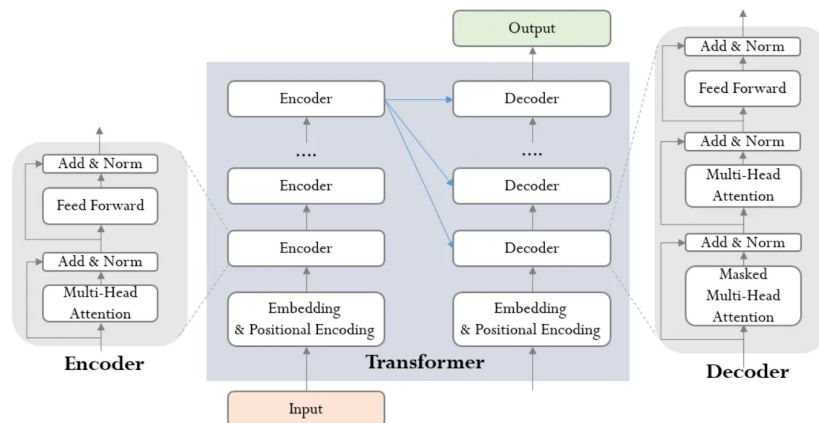 Add & Norm
Feed Forward
Add & Norm
Multi-Head
Attention
Encoder
Output
Encoder
....
Encoder
Encoder
Embedding
& Positional Encoding
Input
Decoder
....
Decoder
Decoder
Embedding
& Positional Encoding
Transformer
Add & Norm
Feed Forward
Add & Norm
Multi-Head
Attention
Add & Norm
Masked
Multi-Head
Attention
Decoder